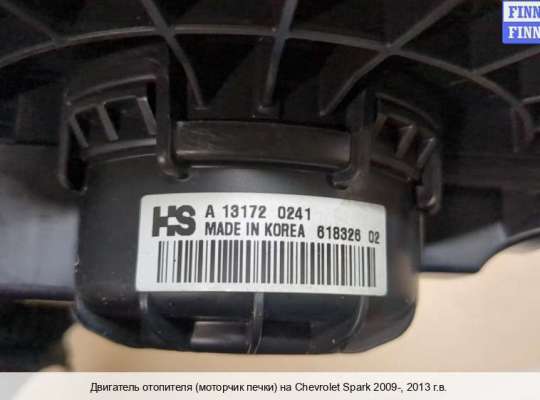 FINN
FINN
HS A 13172 0241
MADE IN KOREA 618326 02
Двигатель отопителя (моторчик печки) на Chevrolet Spark 2009-, 2013 г.в.